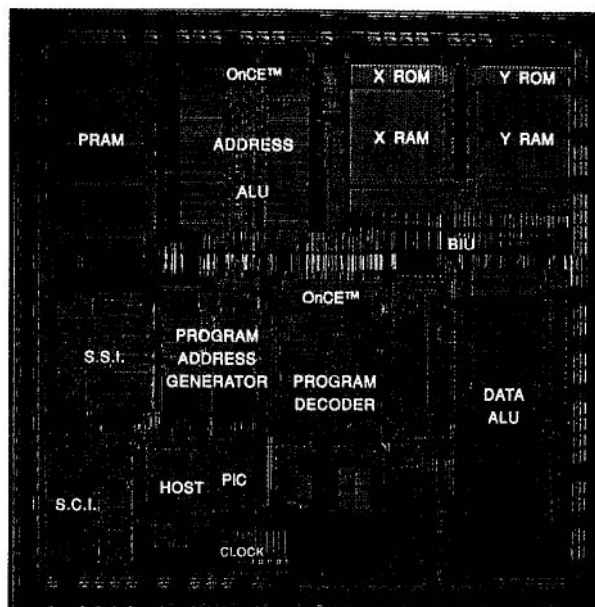 OnCE™
X ROM
Y ROM
PRAM
ADDRESS
ALU
X RAM
Y RAM
BIU
OnCE™
S.S.I.
PROGRAM
ADDRESS
GENERATOR
PROGRAM
DECODER
DATA
ALU
HOST
PIC
S.C.I.
CLOCK